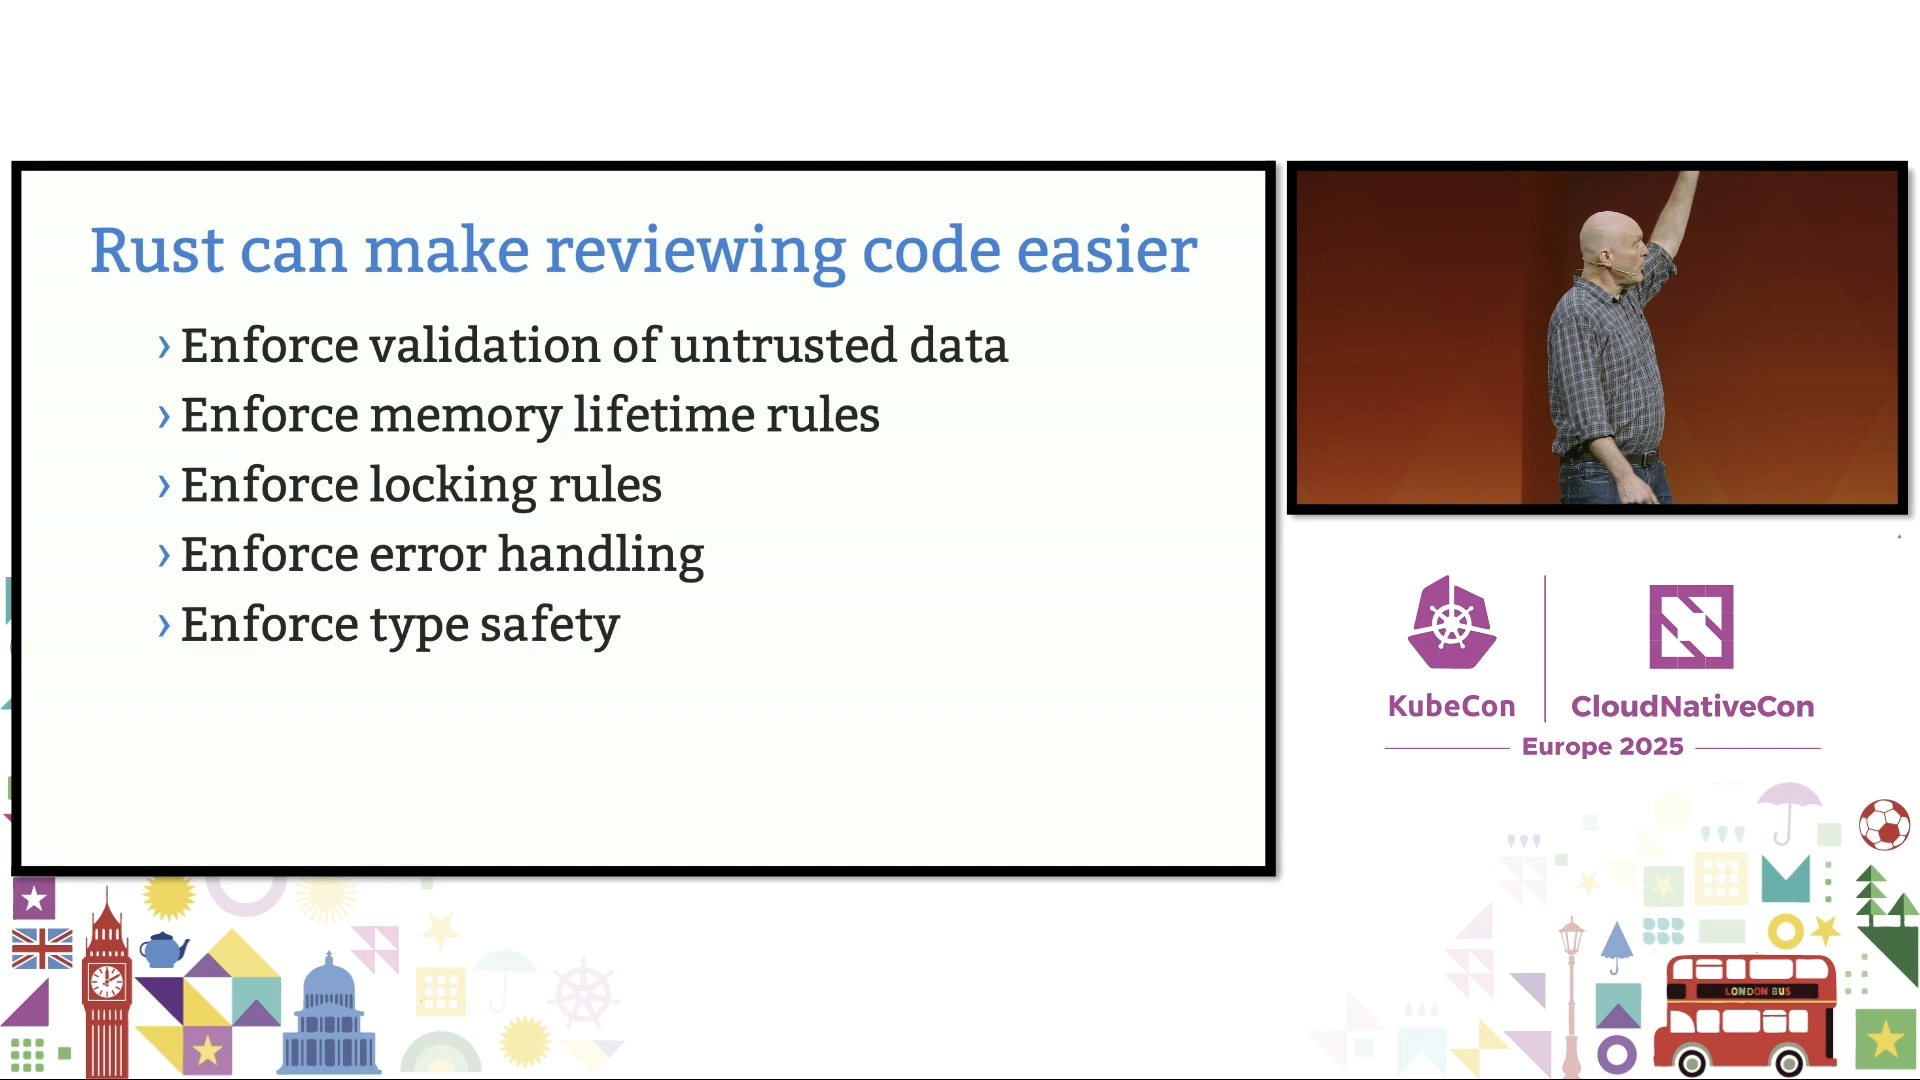 Rust can make reviewing code easier
› Enforce validation of untrusted data
› Enforce memory lifetime rules
› Enforce locking rules
› Enforce error handling
› Enforce type safety
KubeCon
CloudNativeCon
Europe 2025
LONDON BUS